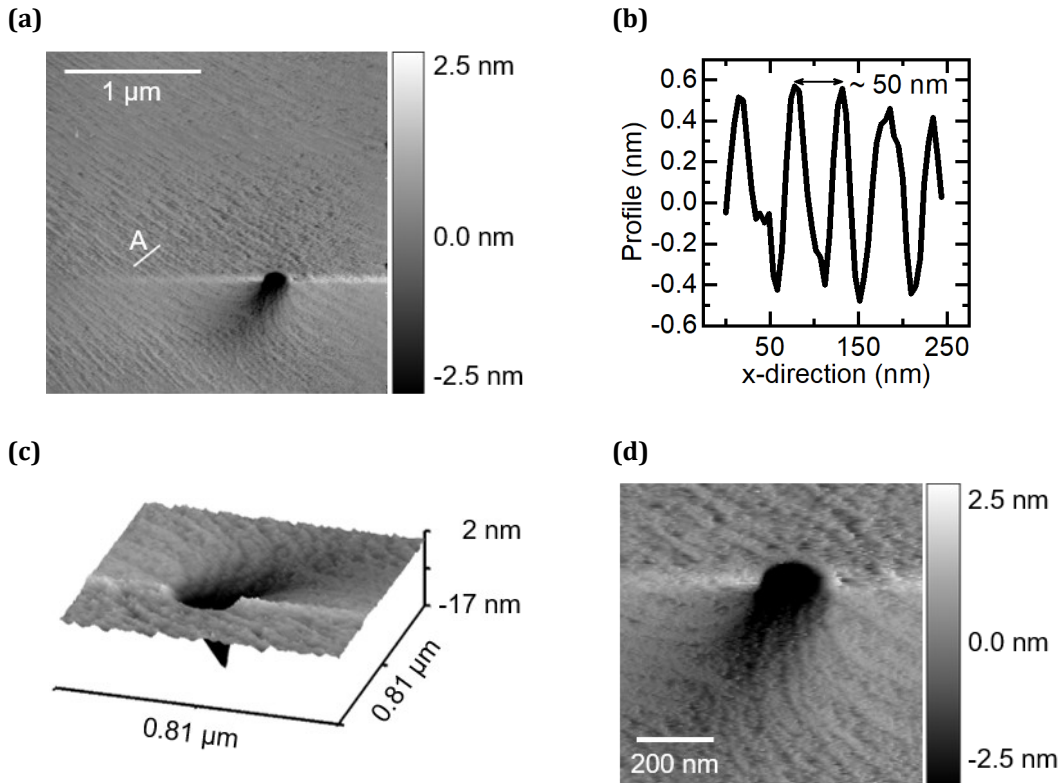 (a)
2.5 nm
1 µm
0.0 nm
A
-2.5 nm
(b)
0.6
~ 50 nm
0.4
0.2
0.0
-0.2
-0.4
-0.6
Profile (nm)
50
150
250
x-direction (nm)
(c)
2 nm
-17 nm
0.81 µm
0.81 µm
(d)
2.5 nm
0.0 nm
200 nm
-2.5 nm